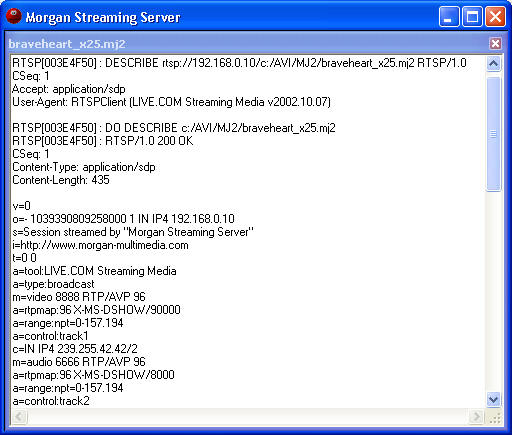 Morgan Streaming Server
braveheart_x25.mj2
RTSP[003E4F50] : DESCRIBE rtsp://192.168.0.10/c:/AVI/MJ2/braveheart_x25.mj2 RTSP/1.0
CSeq: 1
Accept: application/sdp
User-Agent: RTSPClient (LIVE.COM Streaming Media v2002.10.07)
RTSP[003E4F50] : DO DESCRIBE c:/AVI/MJ2/braveheart_x25.mj2
RTSP[003E4F50] : RTSP/1.0 200 OK
CSeq: 1
Content-Type: application/sdp
Content-Length: 435
v=0
o=- 1039390809258000 1 IN IP4 192.168.0.10
s=Session streamed by "Morgan Streaming Server"
i=http://www.morgan-multimedia.com
t=0 0
a=tool:LIVE.COM Streaming Media
a=type:broadcast
m=video 8888 RTP/AVP 96
a=rtpmap:96 X-MS-DSHOW/90000
a=range:npt=0-157.194
a=control:track1
c=IN IP4 239.255.42.42/2
m=audio 6666 RTP/AVP 96
a=rtpmap:96 X-MS-DSHOW/8000
a=range:npt=0-157.194
a=control:track2